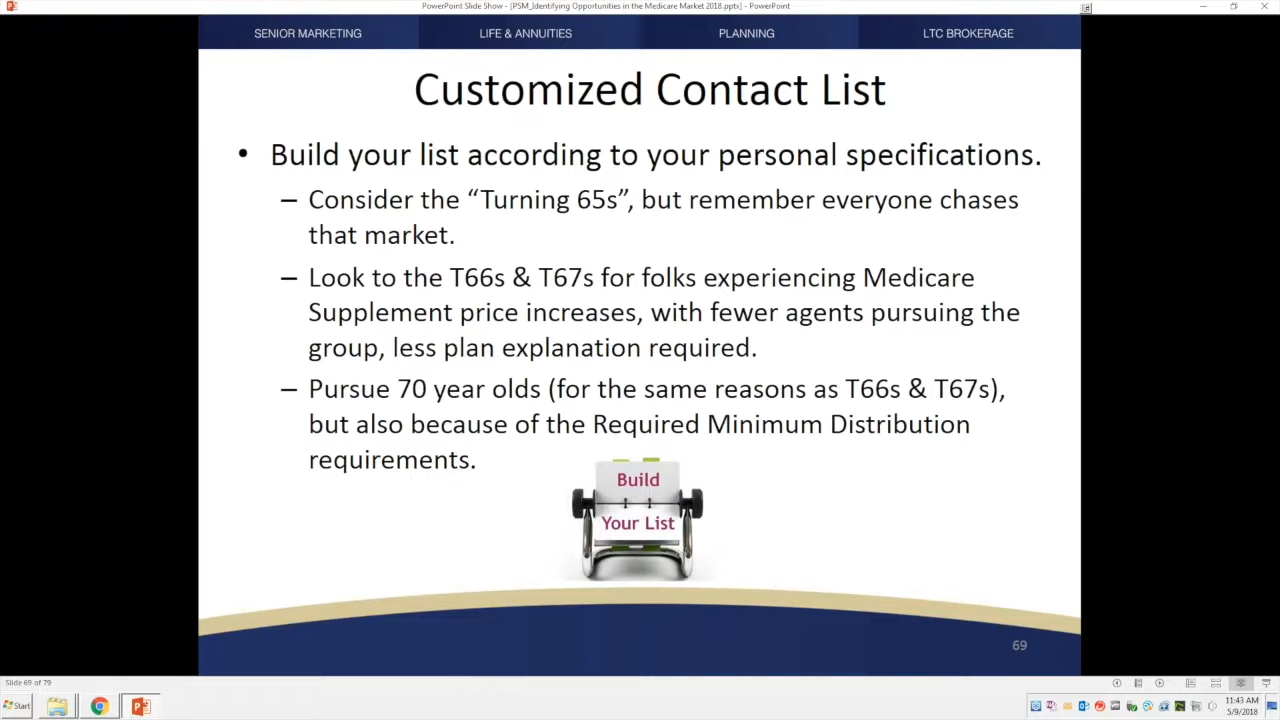 PowerPoint Slide Show - [PSM_Identifying Opportunities in the Medicare Market 2018.pptx] - PowerPoint
SENIOR MARKETING LIFE & ANNUITIES PLANNING LTC BROKERAGE
Customized Contact List
• Build your list according to your personal specifications.
– Consider the “Turning 65s”, but remember everyone chases
that market.
– Look to the T66s & T67s for folks experiencing Medicare
Supplement price increases, with fewer agents pursuing the
group, less plan explanation required.
– Pursue 70 year olds (for the same reasons as T66s & T67s),
but also because of the Required Minimum Distribution
requirements.
Build
Your List
69
Slide 69 of 79
Start
11:43 AM
5/9/2018